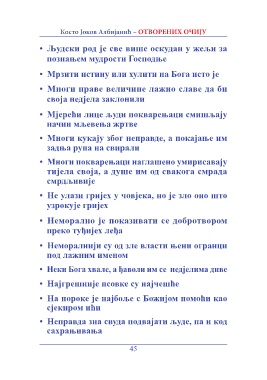 Косто Јоков Албијанић – ОТВОРЕНИХ ОЧИЈУ
• Људски род је све више оскудан у жељи за
познањем мудрости Господње
• Мрзити истину или хулити на Бога исто је
• Многи праве величине лажно славе да би
своја недјела заклонили
• Мјерећи лице људи покварењаци смишљају
начин мљевења жртве
• Многи кукају због неправде, а покајање им
задња рупа на свирали
• Многи покварењаци наглашено умирисавају
тијела своја, а душе им од свакога смрада
смрдљивије
• Не улази гријех у човјека, но је зло оно што
узрокује гријех
• Неморално је показивати се добротвором
преко туђијех леђа
• Неморалнији су од зле власти њени огранци
под лажним именом
• Неки Бога хвале, а ђаволи им се недјелима диве
• Најгрешније псовке су најчешће
• На пороке је најбоље с Божијом помоћи као
сјекиром ићи
• Неправда зна свуда подвајати људе, па и код
сахрањивања
45